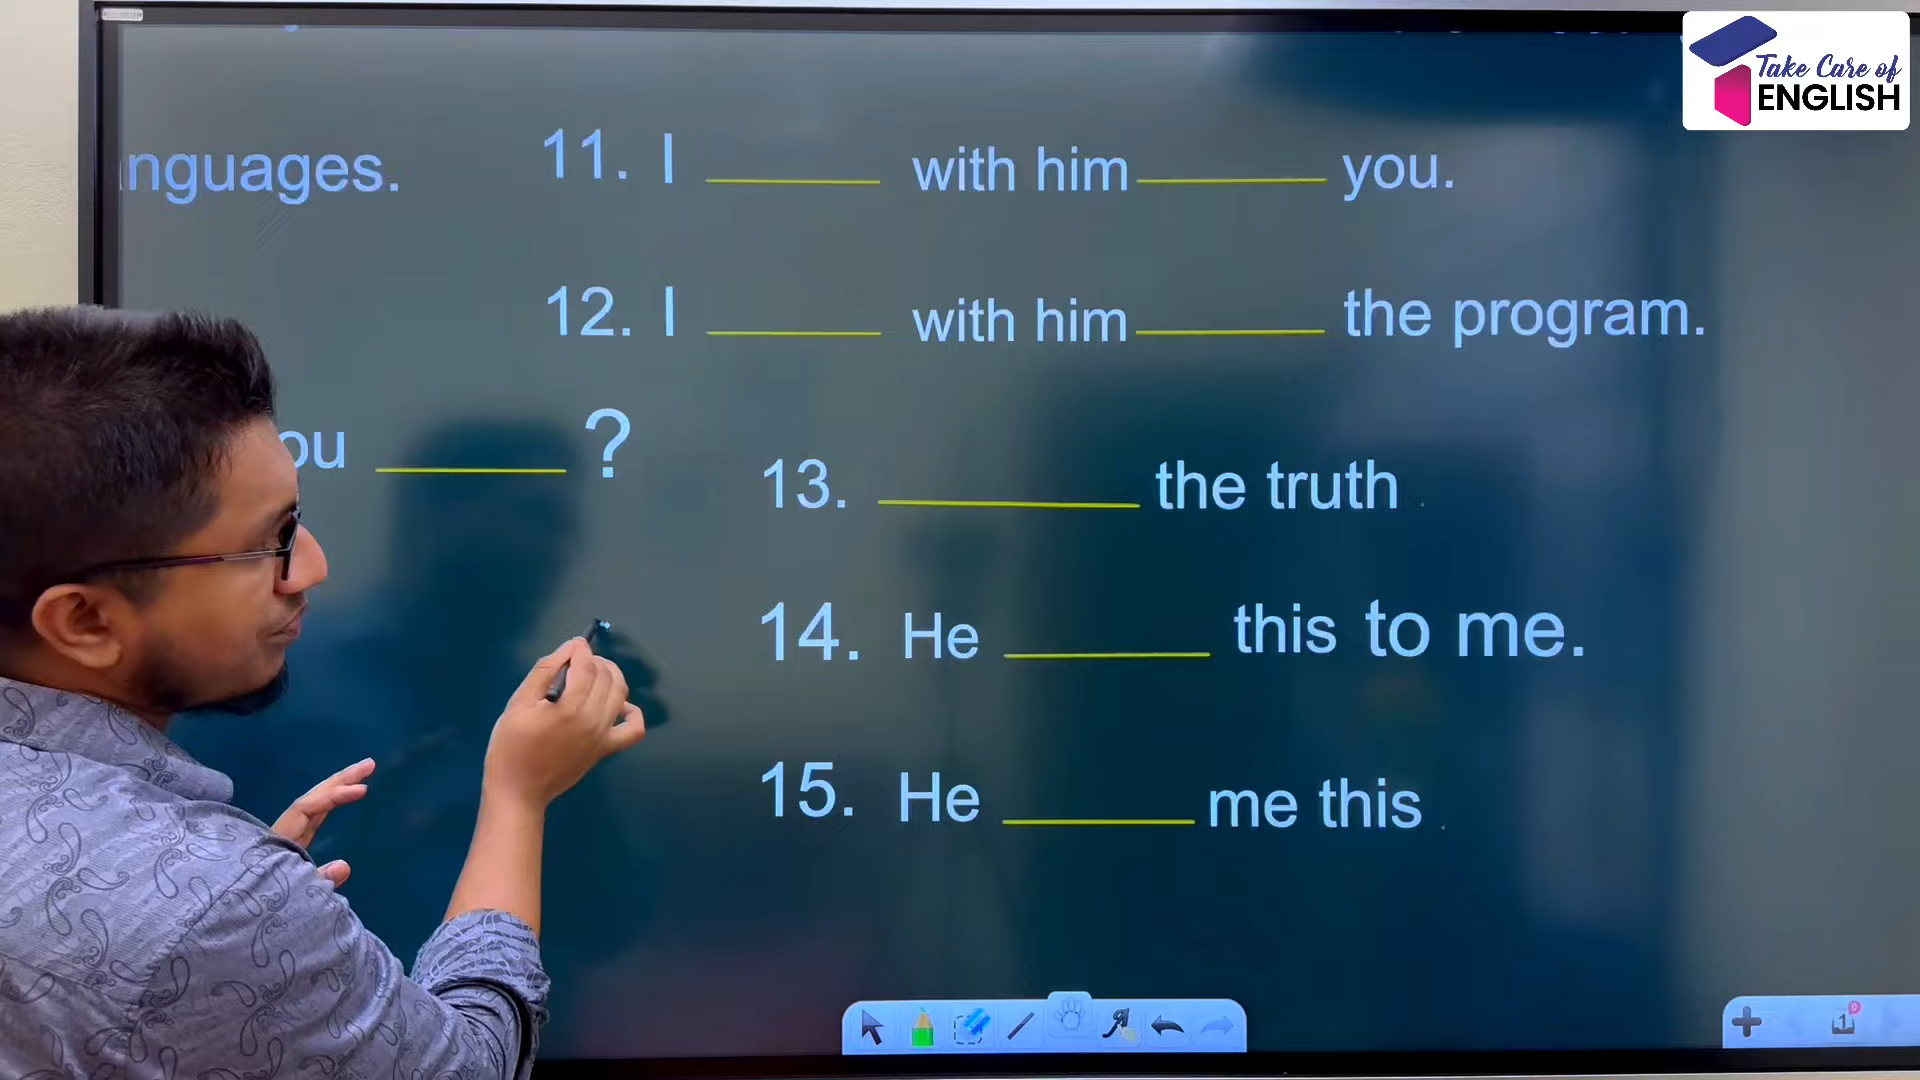 Take Care of
ENGLISH
nguages.
11. I ______ with him ______ you.
12. I ______ with him ______ the program.
ou ______ ?
13. ______ the truth
14. He ______ this to me.
15. He ______ me this